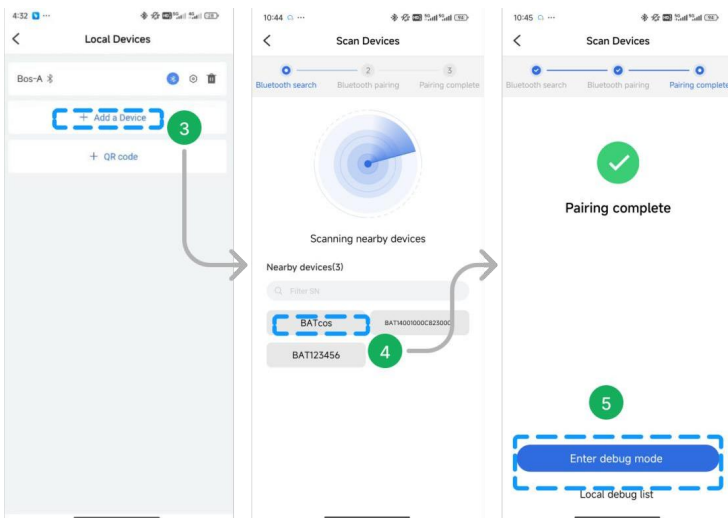 4:32
Local Devices
Bos-A
+ Add a Device
3
+ QR code
10:44
Scan Devices
2
3
Bluetooth search
Bluetooth pairing
Pairing complete
Scanning nearby devices
Nearby devices(3)
Filter SN
BATcos
BAT123456
4
10:45
Scan Devices
Bluetooth search
Bluetooth pairing
Pairing complete
Pairing complete
5
Enter debug mode
Local debug list